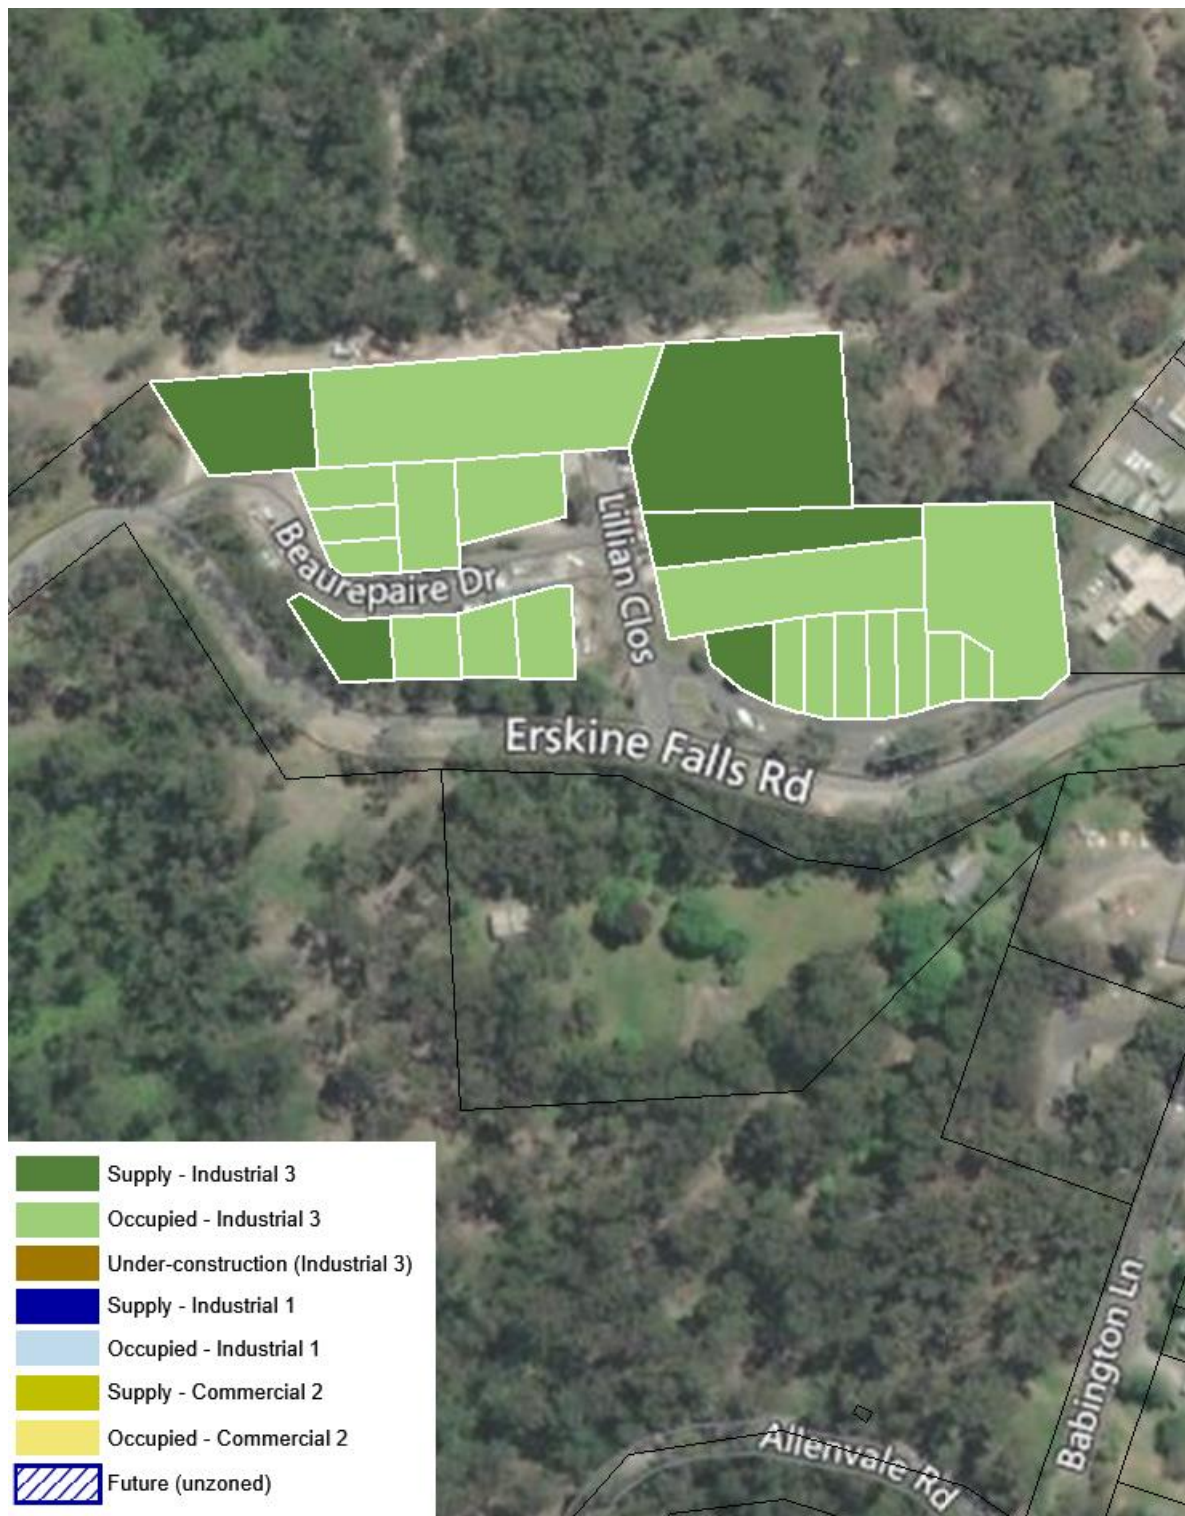 Beaurepaire Dr
Lillian Clos
Erskine Falls Rd
Supply - Industrial 3
Occupied - Industrial 3
Under-construction (Industrial 3)
Supply - Industrial 1
Occupied - Industrial 1
Supply - Commercial 2
Occupied - Commercial 2
Future (unzoned)
Allenvale Rd
Babington Ln